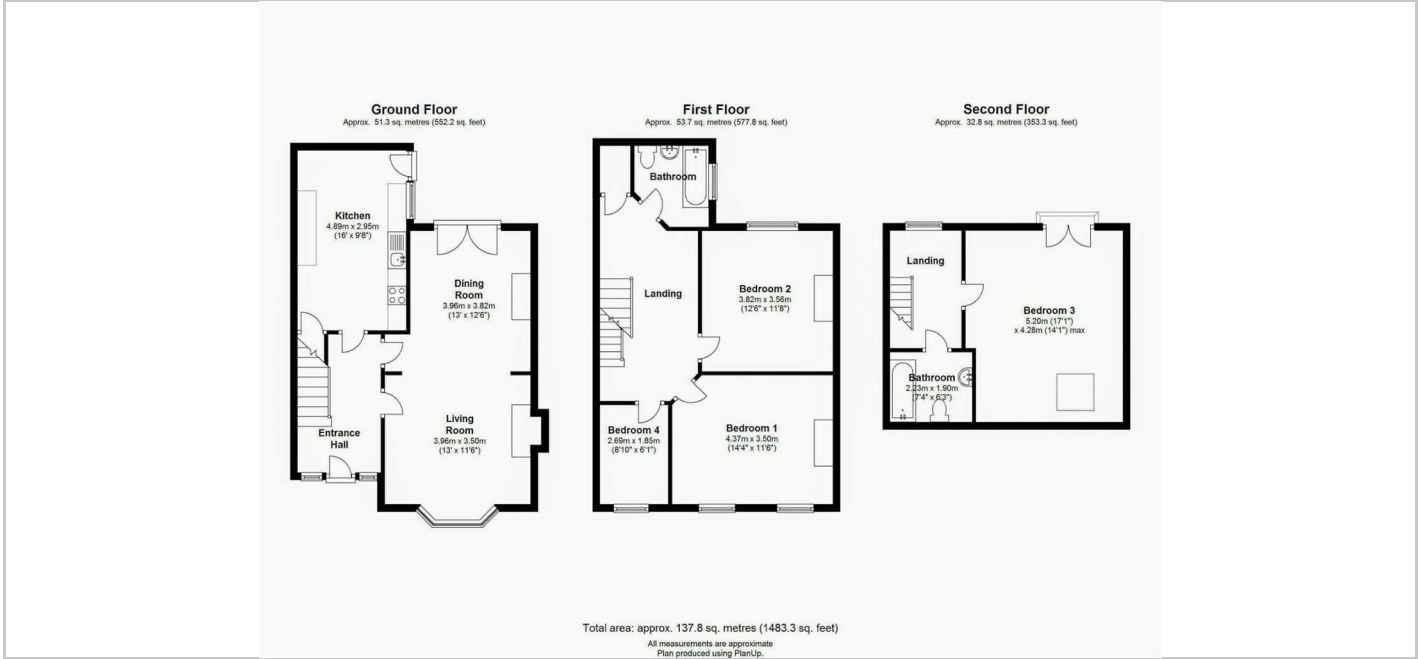 Ground Floor
Approx. 51.3 sq. metres (552.2 sq. feet)
Kitchen
4.89m x 2.95m
(16' x 9'8")
Dining
Room
3.96m x 3.82m
(13' x 12'6")
Living
Room
3.96m x 3.50m
(13' x 11'6")
Entrance
Hall
First Floor
Approx. 53.7 sq. metres (577.8 sq. feet)
Bathroom
Landing
Bedroom 2
3.82m x 3.56m
(12'6" x 11'8")
Bedroom 4
2.69m x 1.85m
(8'10" x 6'1")
Bedroom 1
4.37m x 3.50m
(14'4" x 11'6")
Second Floor
Approx. 32.8 sq. metres (353.3 sq. feet)
Landing
Bedroom 3
5.20m (17'1")
x 4.28m (14'1") max
Bathroom
2.23m x 1.90m
(7'4" x 6'3")
Total area: approx. 137.8 sq. metres (1483.3 sq. feet)
All measurements are approximate
Plan produced using PlanUp.